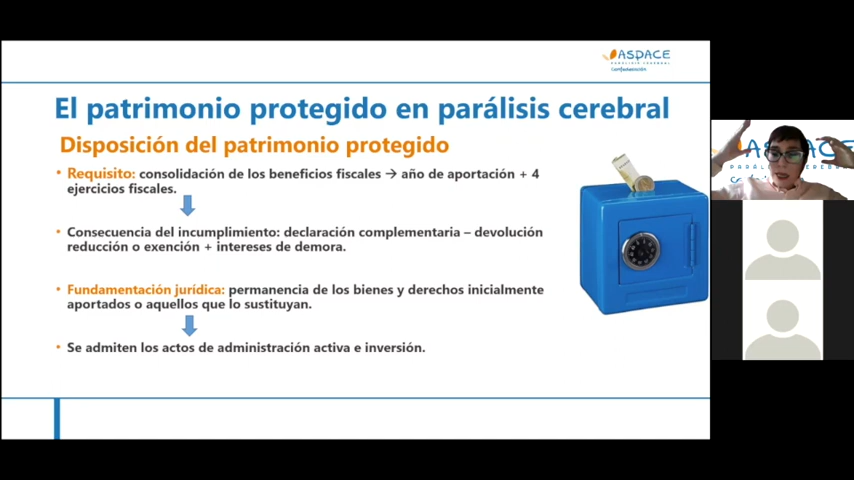 ASPACE
PARÁLISIS CEREBRAL
confederación
El patrimonio protegido en parálisis cerebral
Disposición del patrimonio protegido
• Requisito: consolidación de los beneficios fiscales → año de aportación + 4
ejercicios fiscales.
• Consecuencia del incumplimiento: declaración complementaria – devolución
reducción o exención + intereses de demora.
• Fundamentación jurídica: permanencia de los bienes y derechos inicialmente
aportados o aquellos que lo sustituyan.
• Se admiten los actos de administración activa e inversión.